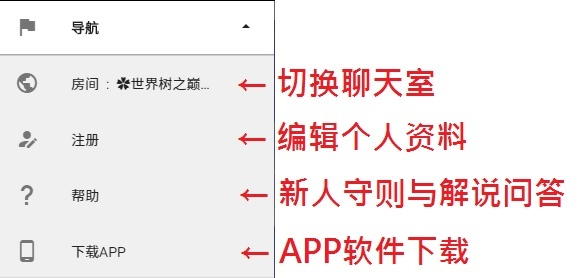 导航
房间 : ✽世界树之巅... ←切换聊天室
注册 ←编辑个人资料
帮助 ←新人守则与解说问答
下载APP ←APP软件下载